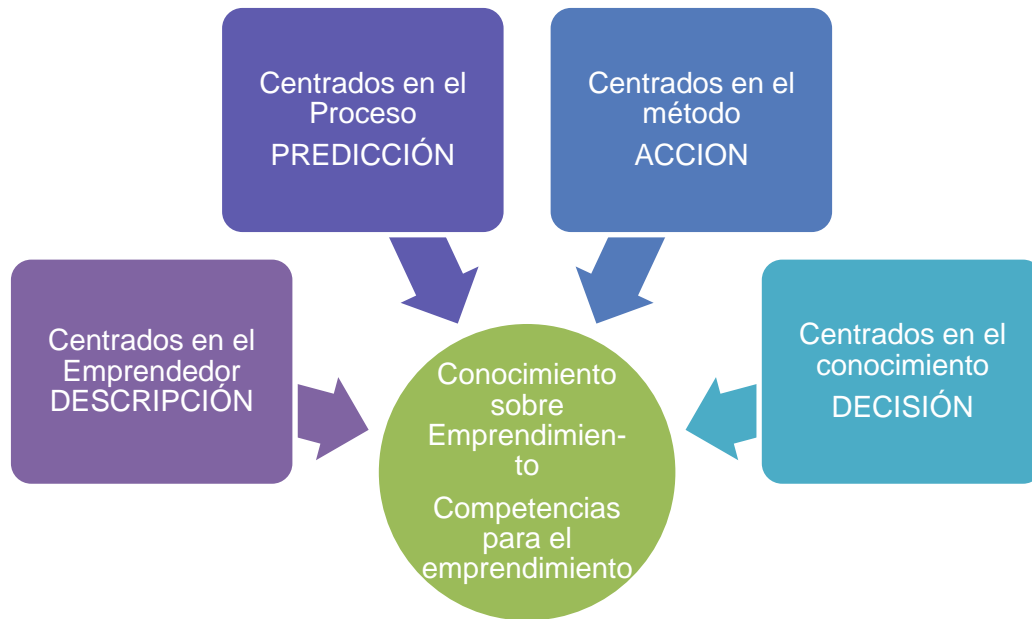 Centrados en el
Proceso
PREDICCIÓN
Centrados en el
método
ACCION
Centrados en el
Emprendedor
DESCRIPCIÓN
Centrados en el
conocimiento
DECISIÓN
Conocimiento
sobre
Emprendimien-
to
Competencias
para el
emprendimiento